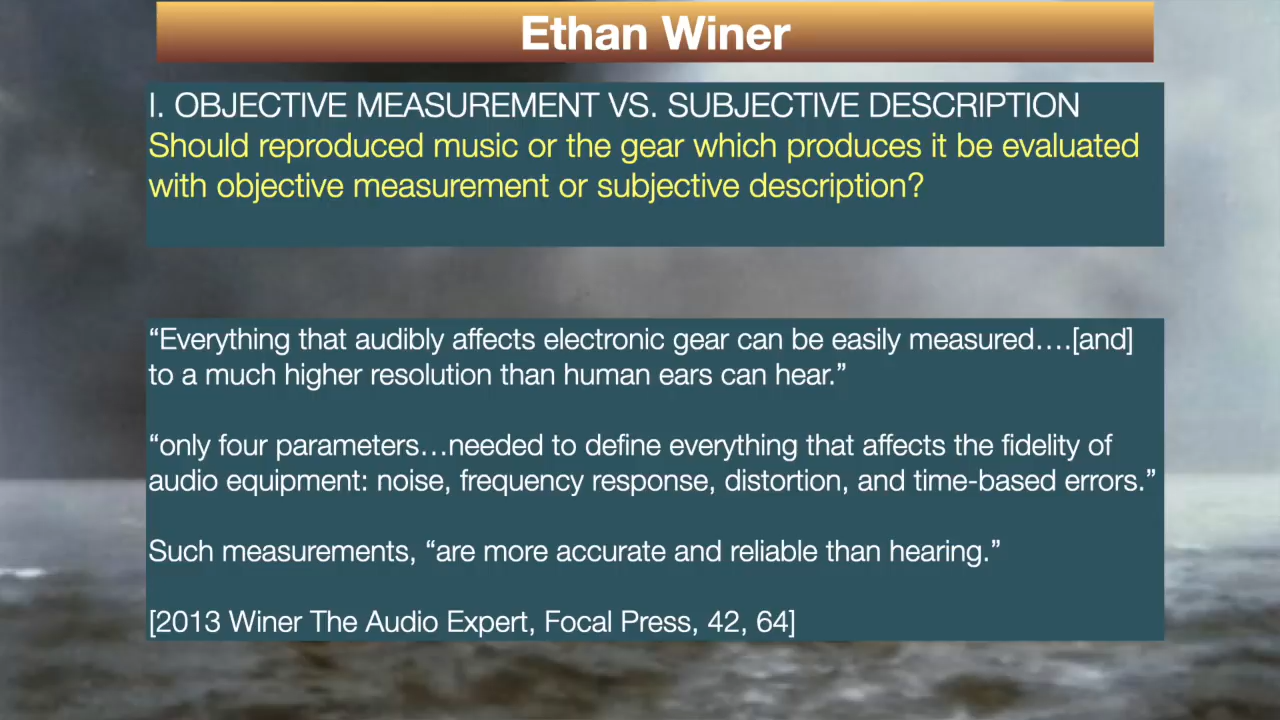 Ethan Winer
I. OBJECTIVE MEASUREMENT VS. SUBJECTIVE DESCRIPTION
Should reproduced music or the gear which produces it be evaluated
with objective measurement or subjective description?
“Everything that audibly affects electronic gear can be easily measured….[and]
to a much higher resolution than human ears can hear.”
“only four parameters…needed to define everything that affects the fidelity of
audio equipment: noise, frequency response, distortion, and time-based errors.”
Such measurements, “are more accurate and reliable than hearing.”
[2013 Winer The Audio Expert, Focal Press, 42, 64]